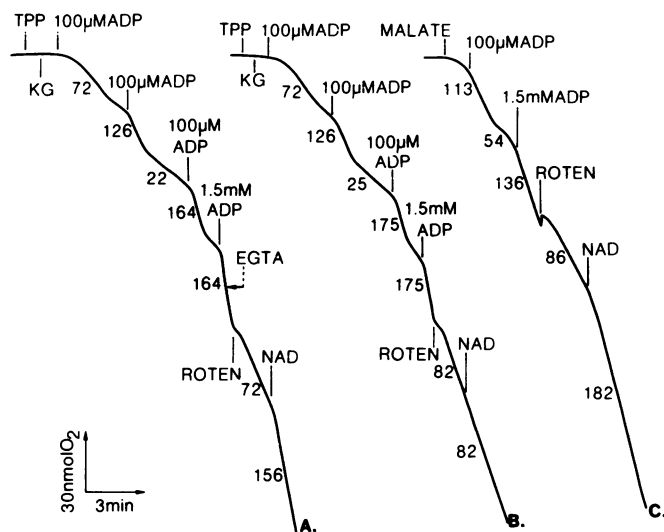 TPP 100µMADP
KG
72
100µMADP
126
100µM
ADP
22
164
1.5mM
ADP
EGTA
164
ROTEN
NAD
72
156
A.
30nmolO2
3min
TPP 100µMADP
KG
72
100µMADP
126
100µM
ADP
25
175
1.5mM
ADP
175
ROTEN
NAD
82
82
B.
MALATE
100µMADP
113
1.5mMADP
54
136
ROTEN
86
NAD
182
C.